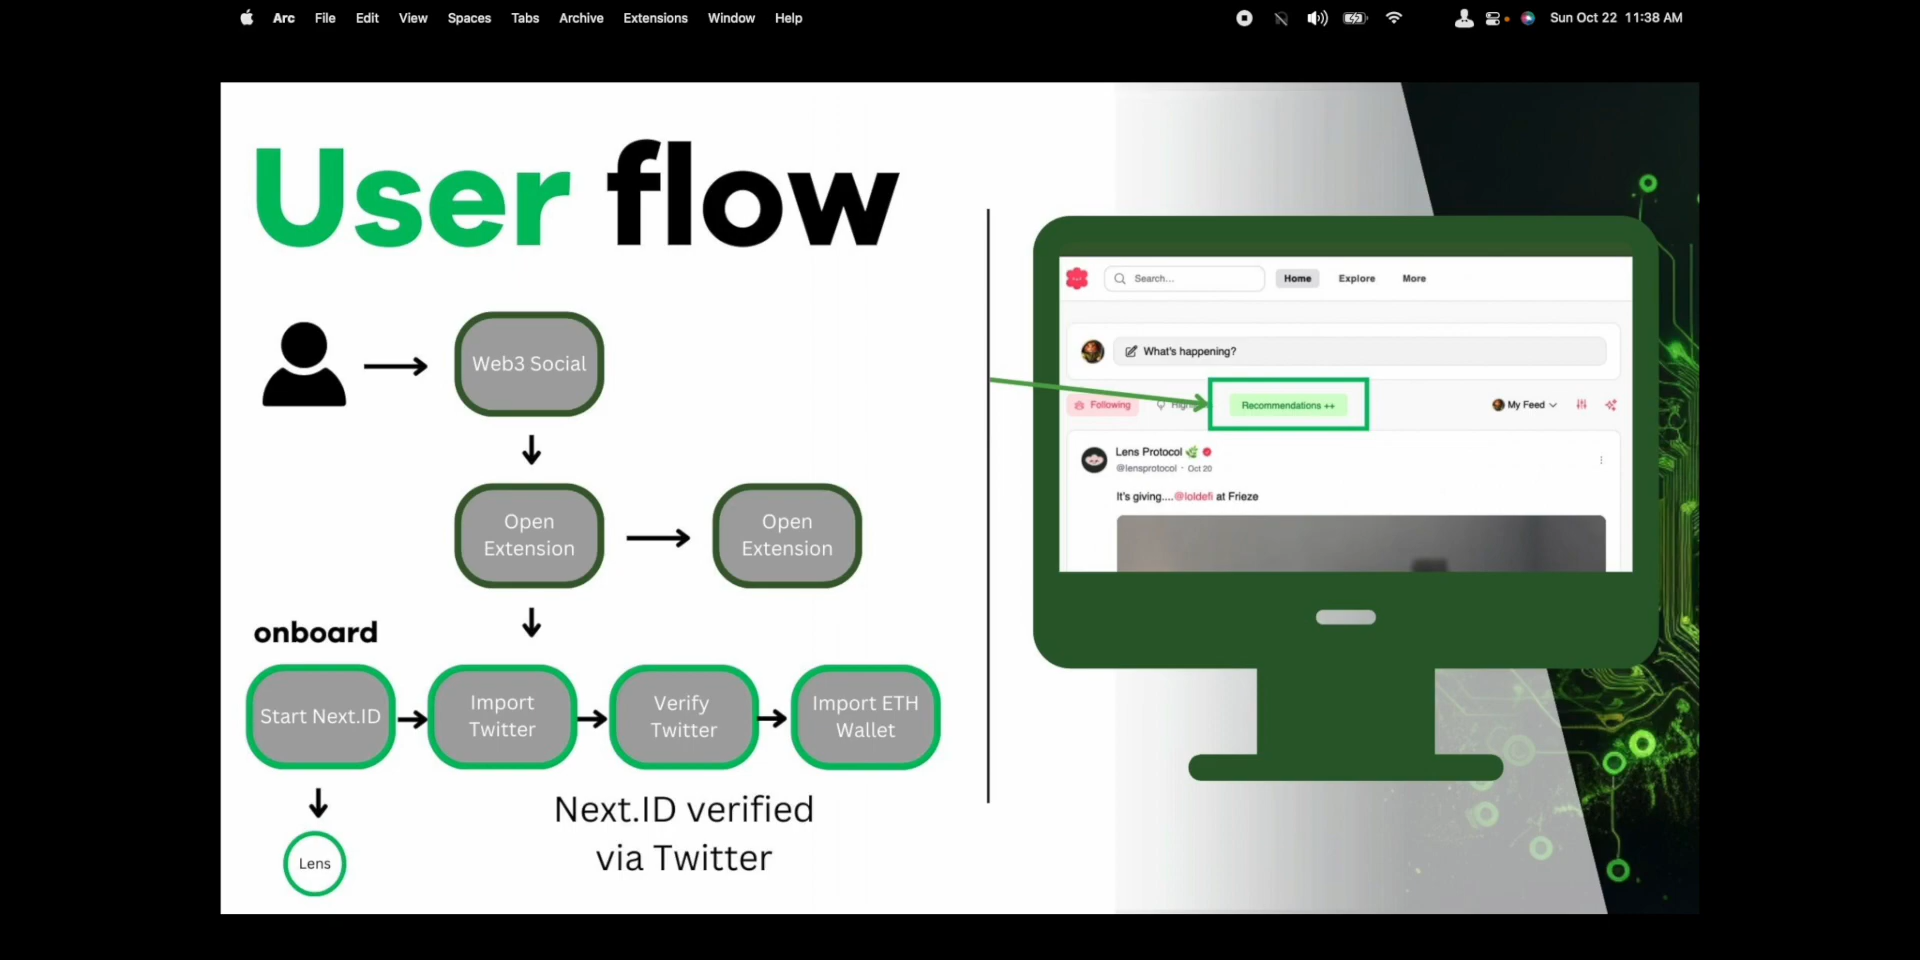 Arc File Edit View Spaces Tabs Archive Extensions Window Help
Sun Oct 22 11:38 AM
User flow
Web3 Social
Open
Extension
Open
Extension
onboard
Start Next.ID
Import
Twitter
Verify
Twitter
Import ETH
Wallet
Next.ID verified
via Twitter
Lens
Search...
Home Explore More
What's happening?
Following
Recommendations ++
My Feed
Lens Protocol
@lensprotocol · Oct 20
It's giving....@loldefi at Frieze